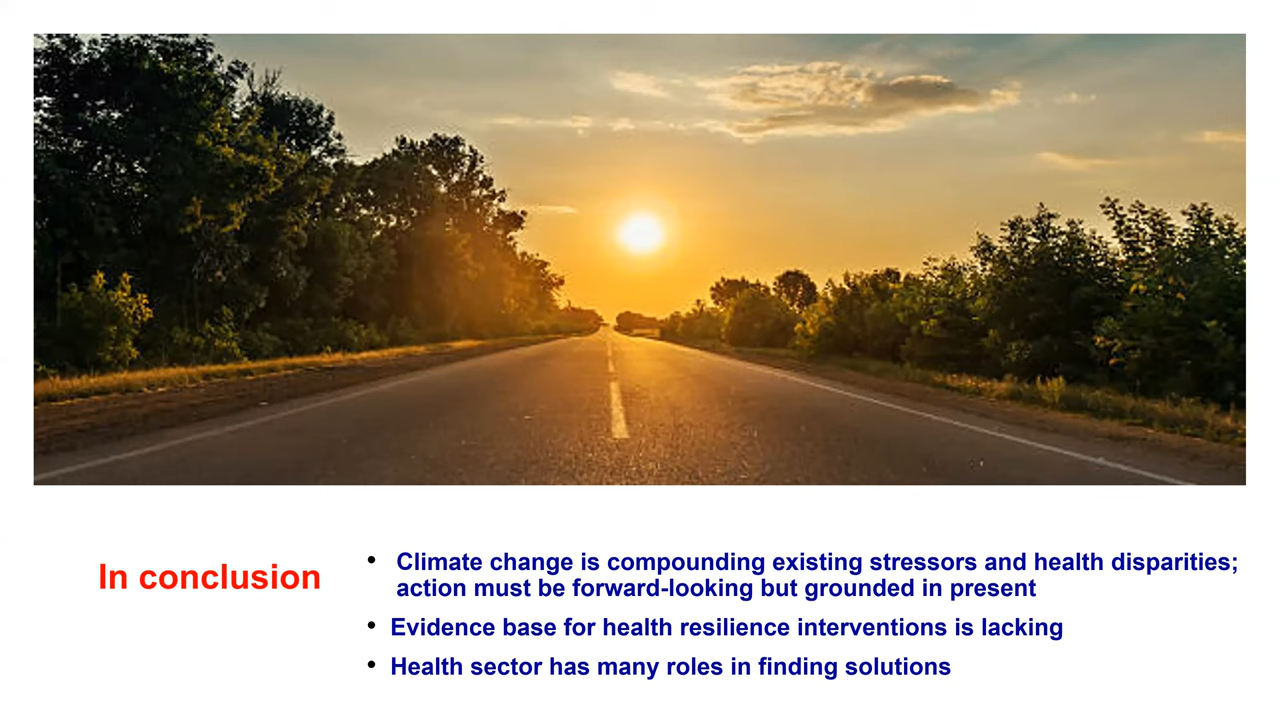 In conclusion
• Climate change is compounding existing stressors and health disparities;
action must be forward-looking but grounded in present
• Evidence base for health resilience interventions is lacking
• Health sector has many roles in finding solutions